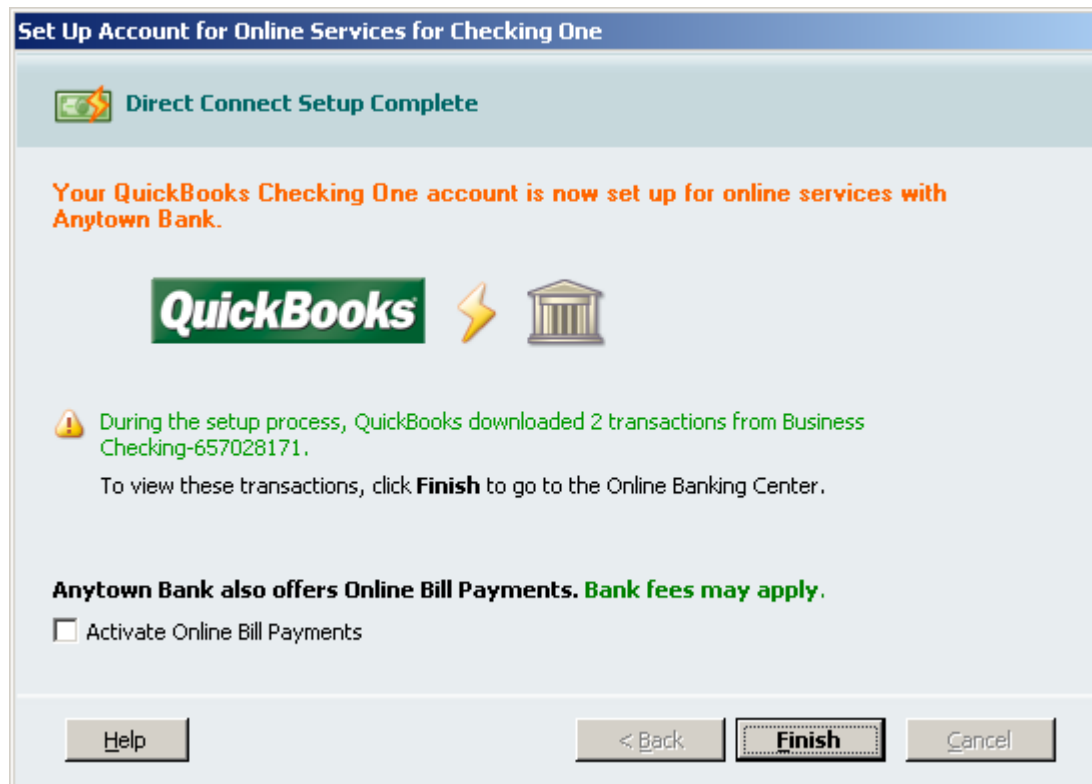 Set Up Account for Online Services for Checking One
Direct Connect Setup Complete
Your QuickBooks Checking One account is now set up for online services with
Anytown Bank.
QuickBooks
During the setup process, QuickBooks downloaded 2 transactions from Business
Checking-657028171.
To view these transactions, click Finish to go to the Online Banking Center.
Anytown Bank also offers Online Bill Payments. Bank fees may apply.
Activate Online Bill Payments
Help < Back Finish Cancel